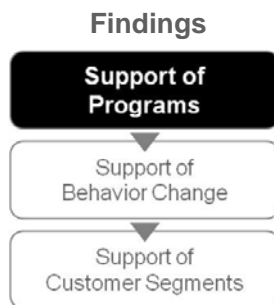 Findings
Support of
Programs
Support of
Behavior Change
Support of
Customer Segments